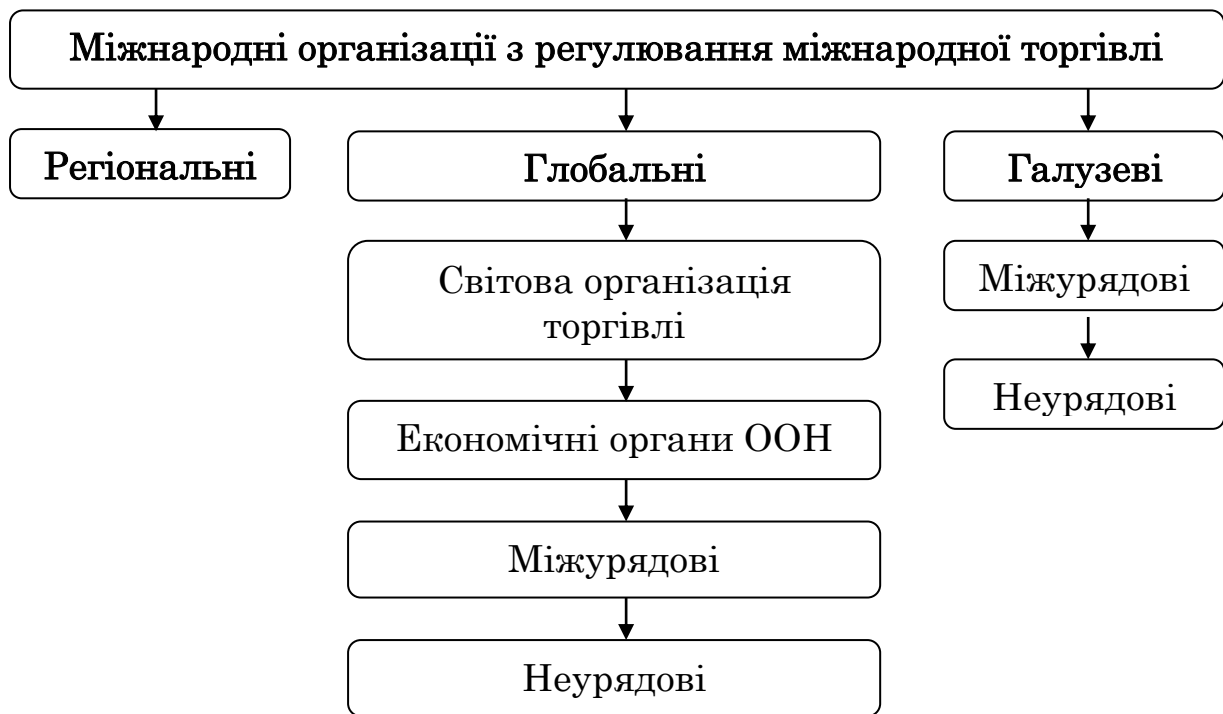 Міжнародні організації з регулювання міжнародної торгівлі
Регіональні
Глобальні
Галузеві
Світова організація
торгівлі
Міжурядові
Неурядові
Економічні органи ООН
Міжурядові
Неурядові